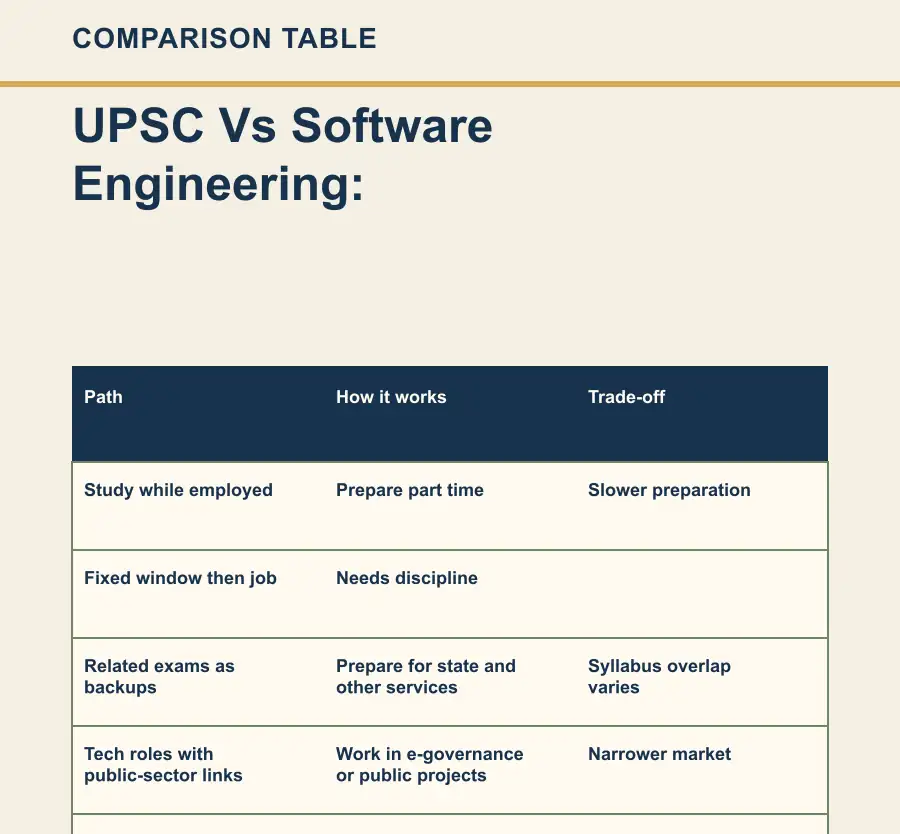 COMPARISON TABLE
UPSC Vs Software
Engineering:
Path How it works Trade-off
Study while employed Prepare part time Slower preparation
Fixed window then job Needs discipline
Related exams as Prepare for state and Syllabus overlap
backups other services varies
Tech roles with Work in e-governance Narrower market
public-sector links or public projects